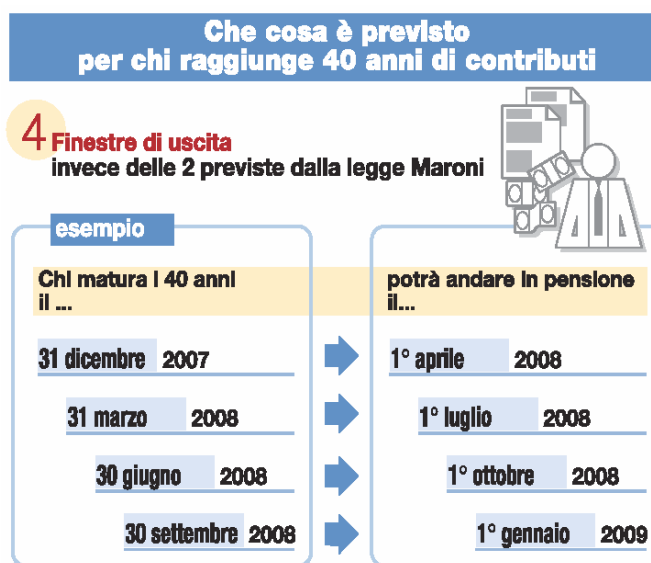 Che cosa è previsto
per chi raggiunge 40 anni di contributi
4 Finestre di uscita
invece delle 2 previste dalla legge Maroni
esempio
Chi matura i 40 anni
il ...
potrà andare in pensione
il...
31 dicembre 2007
1° aprile 2008
31 marzo 2008
1° luglio 2008
30 giugno 2008
1° ottobre 2008
30 settembre 2008
1° gennaio 2009